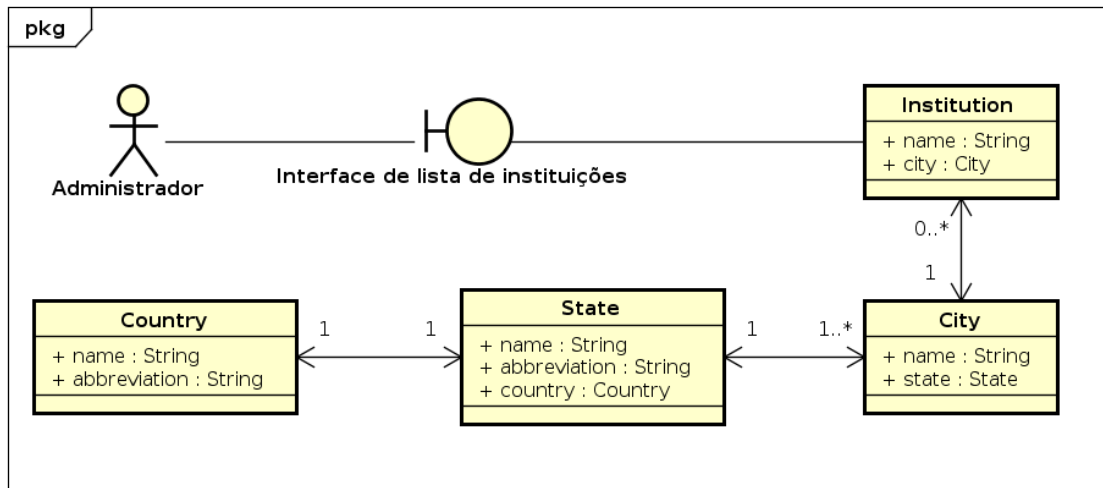 pkg
Administrador
Interface de lista de instituições
Institution
+ name : String
+ city : City
0..*
1
Country
+ name : String
+ abbreviation : String
1
1
State
+ name : String
+ abbreviation : String
+ country : Country
1
1..*
City
+ name : String
+ state : State